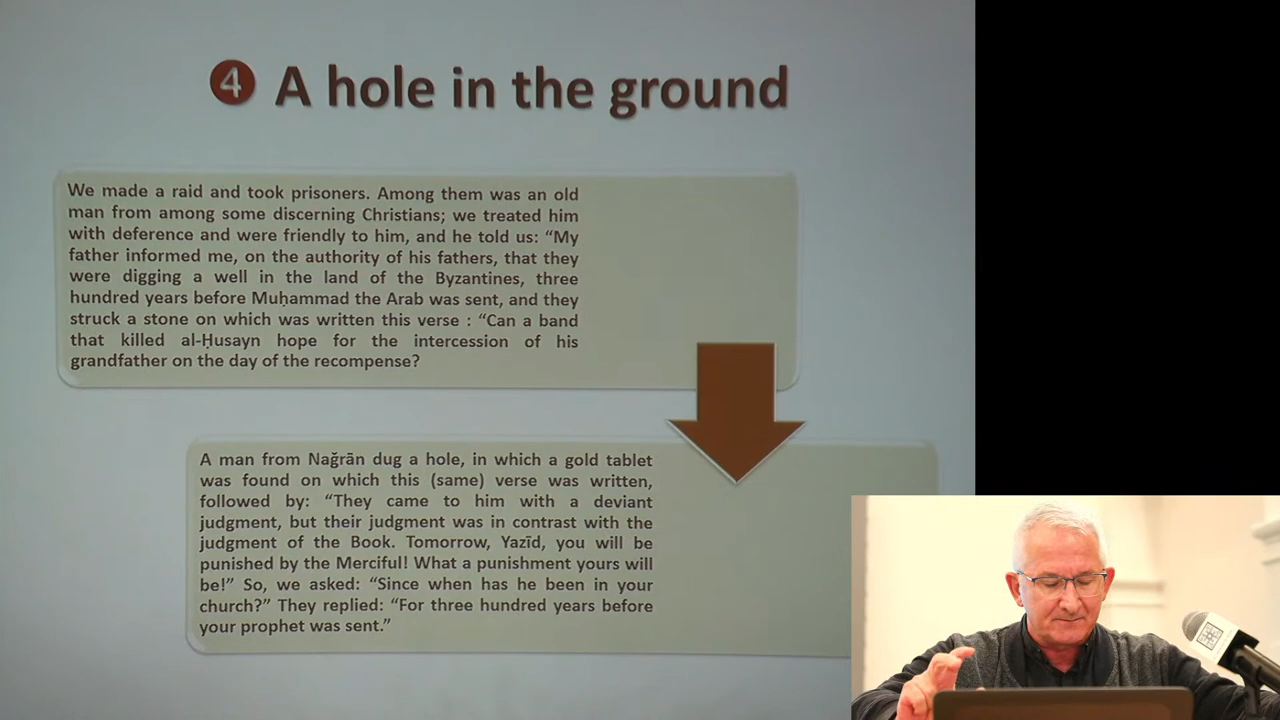 4 A hole in the ground
We made a raid and took prisoners. Among them was an old
man from among some discerning Christians; we treated him
with deference and were friendly to him, and he told us: “My
father informed me, on the authority of his fathers, that they
were digging a well in the land of the Byzantines, three
hundred years before Muḥammad the Arab was sent, and they
struck a stone on which was written this verse : “Can a band
that killed al-Ḥusayn hope for the intercession of his
grandfather on the day of the recompense?
A man from Naǧrān dug a hole, in which a gold tablet
was found on which this (same) verse was written,
followed by: “They came to him with a deviant
judgment, but their judgment was in contrast with the
judgment of the Book. Tomorrow, Yazīd, you will be
punished by the Merciful! What a punishment yours will
be!” So, we asked: “Since when has he been in your
church?” They replied: “For three hundred years before
your prophet was sent.”